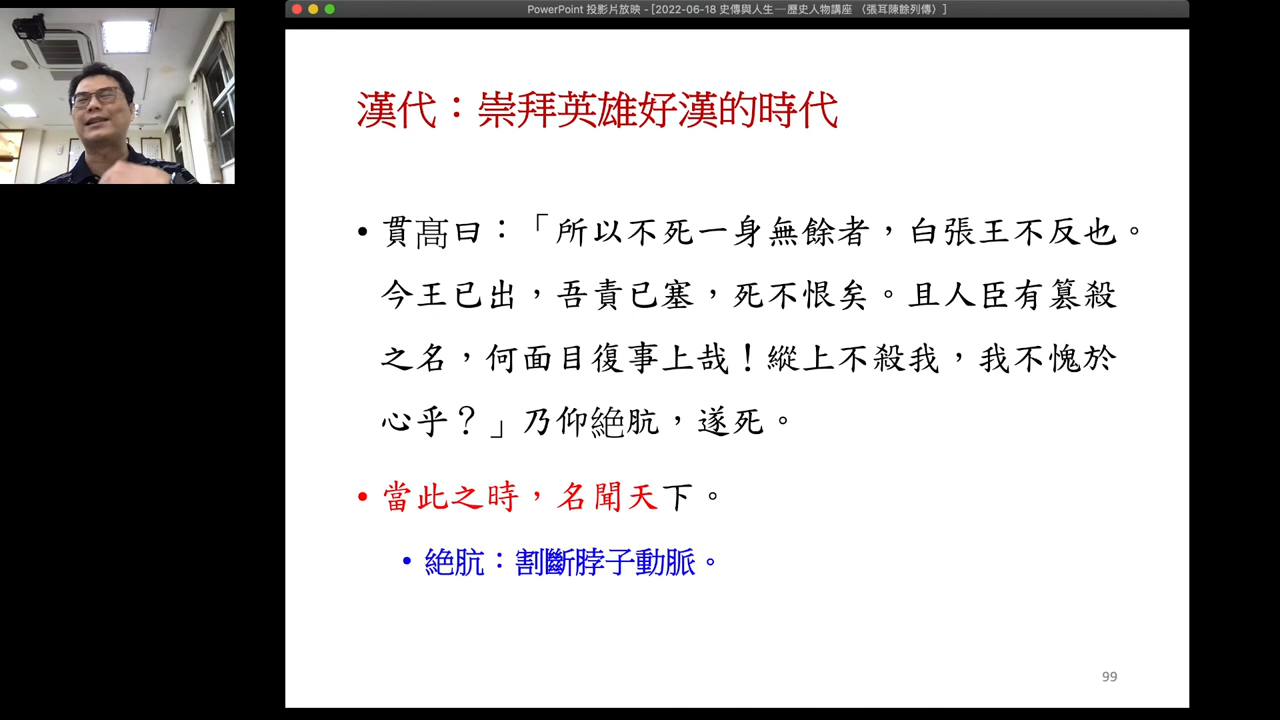 PowerPoint 投影片放映 - [2022-06-18 史傳與人生—歷史人物講座 〈張耳陳餘列傳〉]
漢代：崇拜英雄好漢的時代
• 貫高曰：「所以不死一身無餘者，白張王不反也。
今王已出，吾責已塞，死不恨矣。且人臣有篡殺
之名，何面目復事上哉！縱上不殺我，我不愧於
心乎？」乃仰絕肮，遂死。
• 當此之時，名聞天下。
• 絕肮：割斷脖子動脈。
99